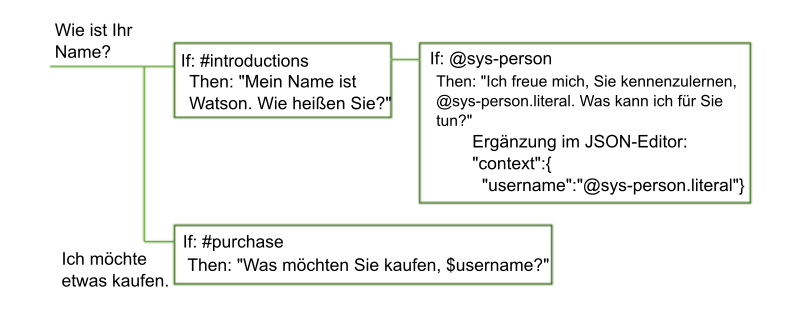 Wie ist Ihr
Name?
If: #introductions
Then: "Mein Name ist
Watson. Wie heißen Sie?"
If: @sys-person
Then: "Ich freue mich, Sie kennenzulernen,
@sys-person.literal. Was kann ich für Sie
tun?"
Ergänzung im JSON-Editor:
"context":{
"username":"@sys-person.literal"}
Ich möchte
etwas kaufen.
If: #purchase
Then: "Was möchten Sie kaufen, $username?"